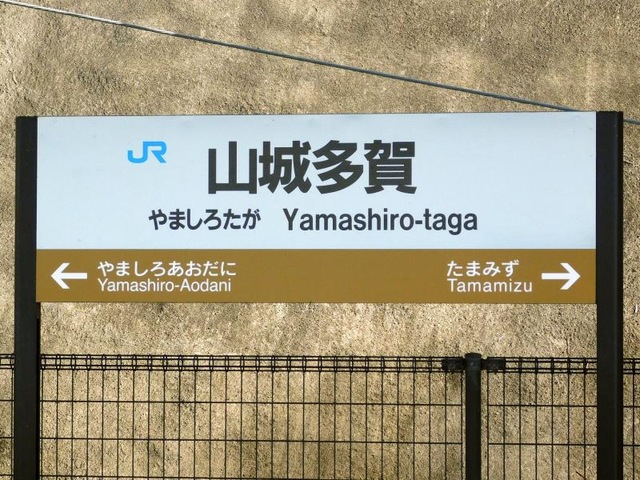 JR 山城多賀
やましろたが Yamashiro-taga
← やましろあおだに たまみず →
Yamashiro-Aodani Tamamizu